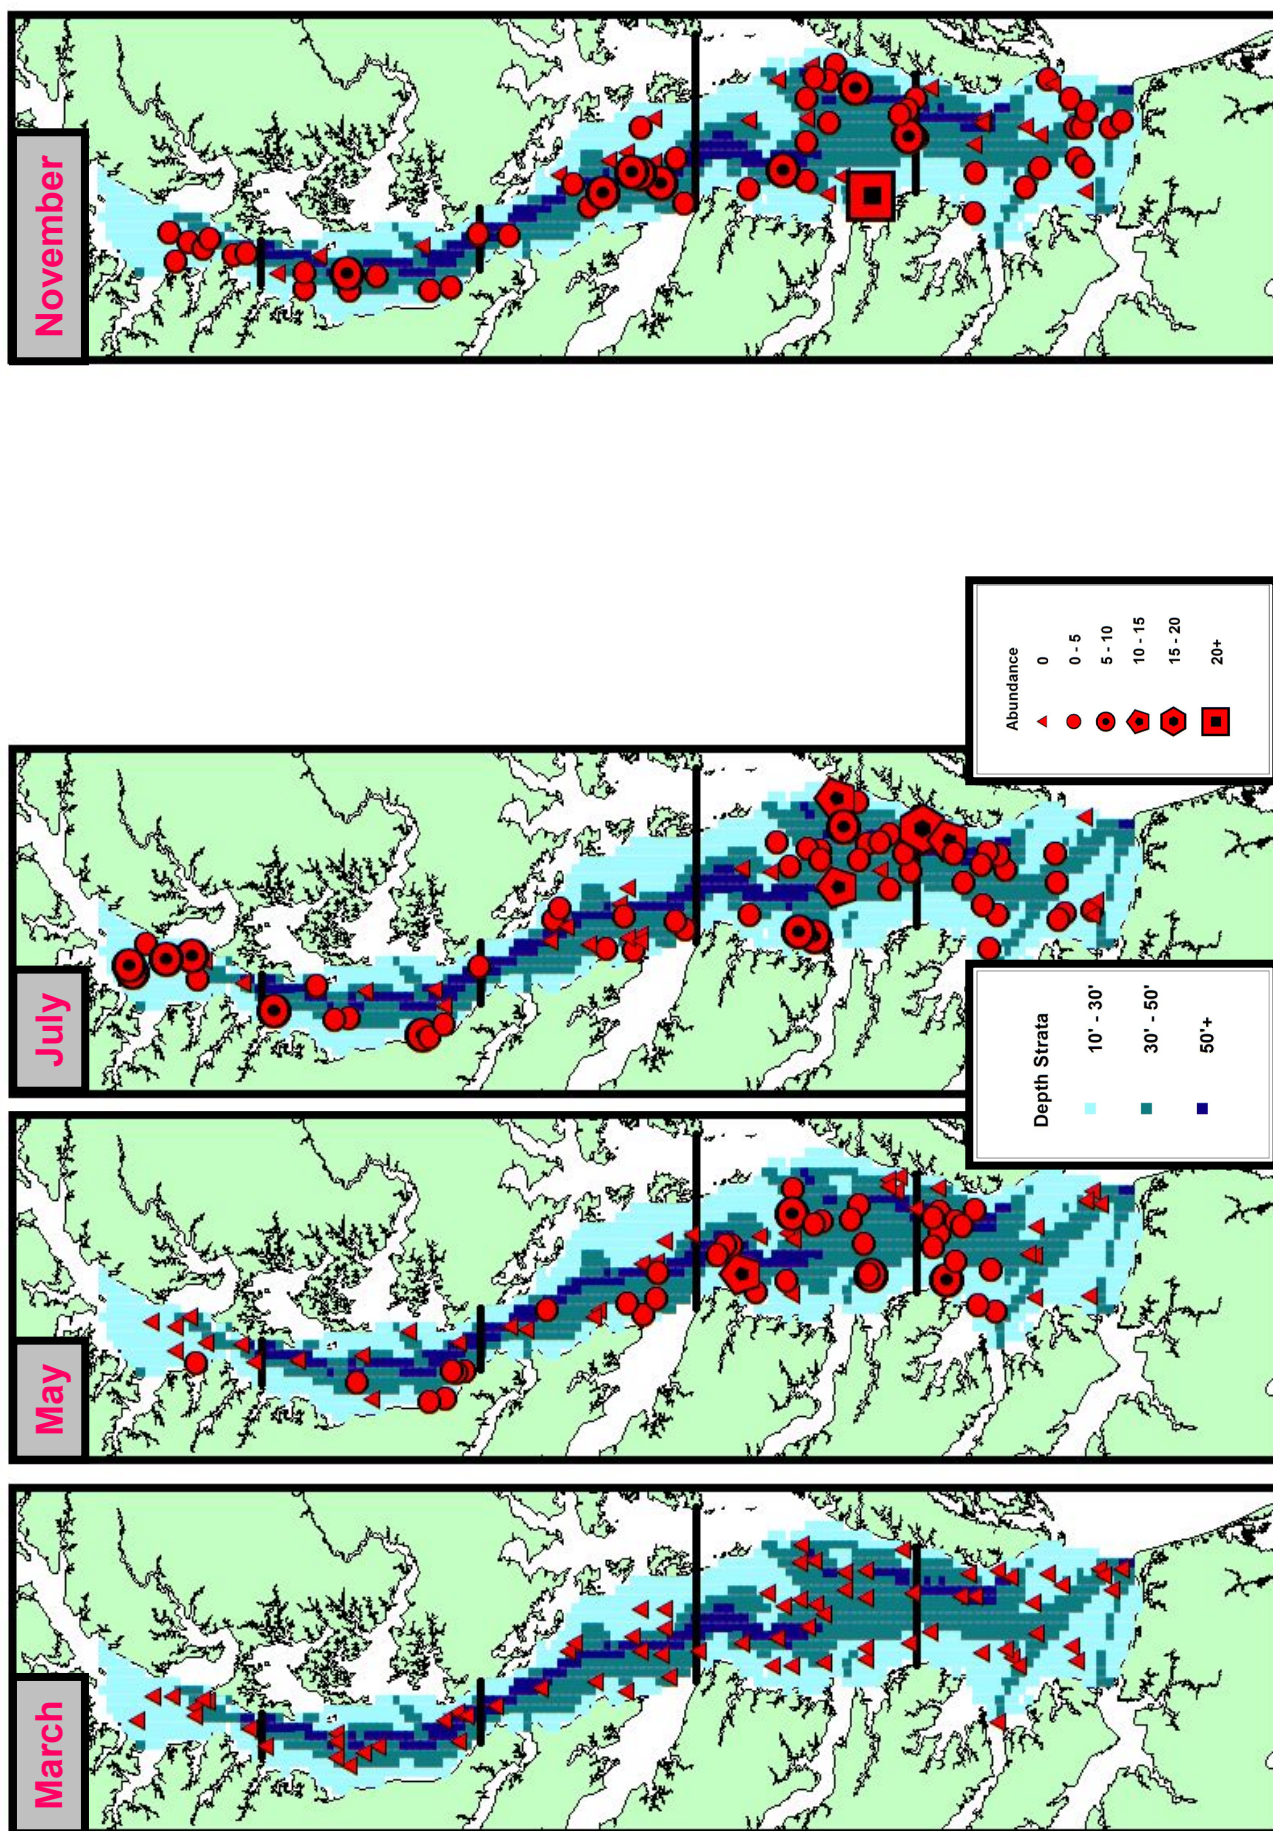 March
May
July
November
Depth Strata
10' - 30'
30' - 50'
50'+
Abundance
0
0 - 5
5 - 10
10 - 15
15 - 20
20+